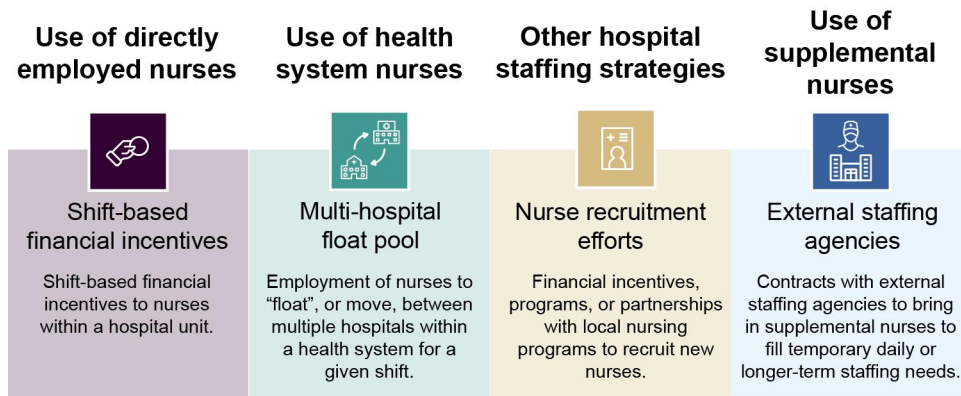 Use of directly
employed nurses
Use of health
system nurses
Other hospital
staffing strategies
Use of
supplemental
nurses
Shift-based
financial incentives
Shift-based financial
incentives to nurses
within a hospital unit.
Multi-hospital
float pool
Employment of nurses to
“float”, or move, between
multiple hospitals within
a health system for a
given shift.
Nurse recruitment
efforts
Financial incentives,
programs, or partnerships
with local nursing
programs to recruit new
nurses.
External staffing
agencies
Contracts with external
staffing agencies to bring
in supplemental nurses to
fill temporary daily or
longer-term staffing needs.